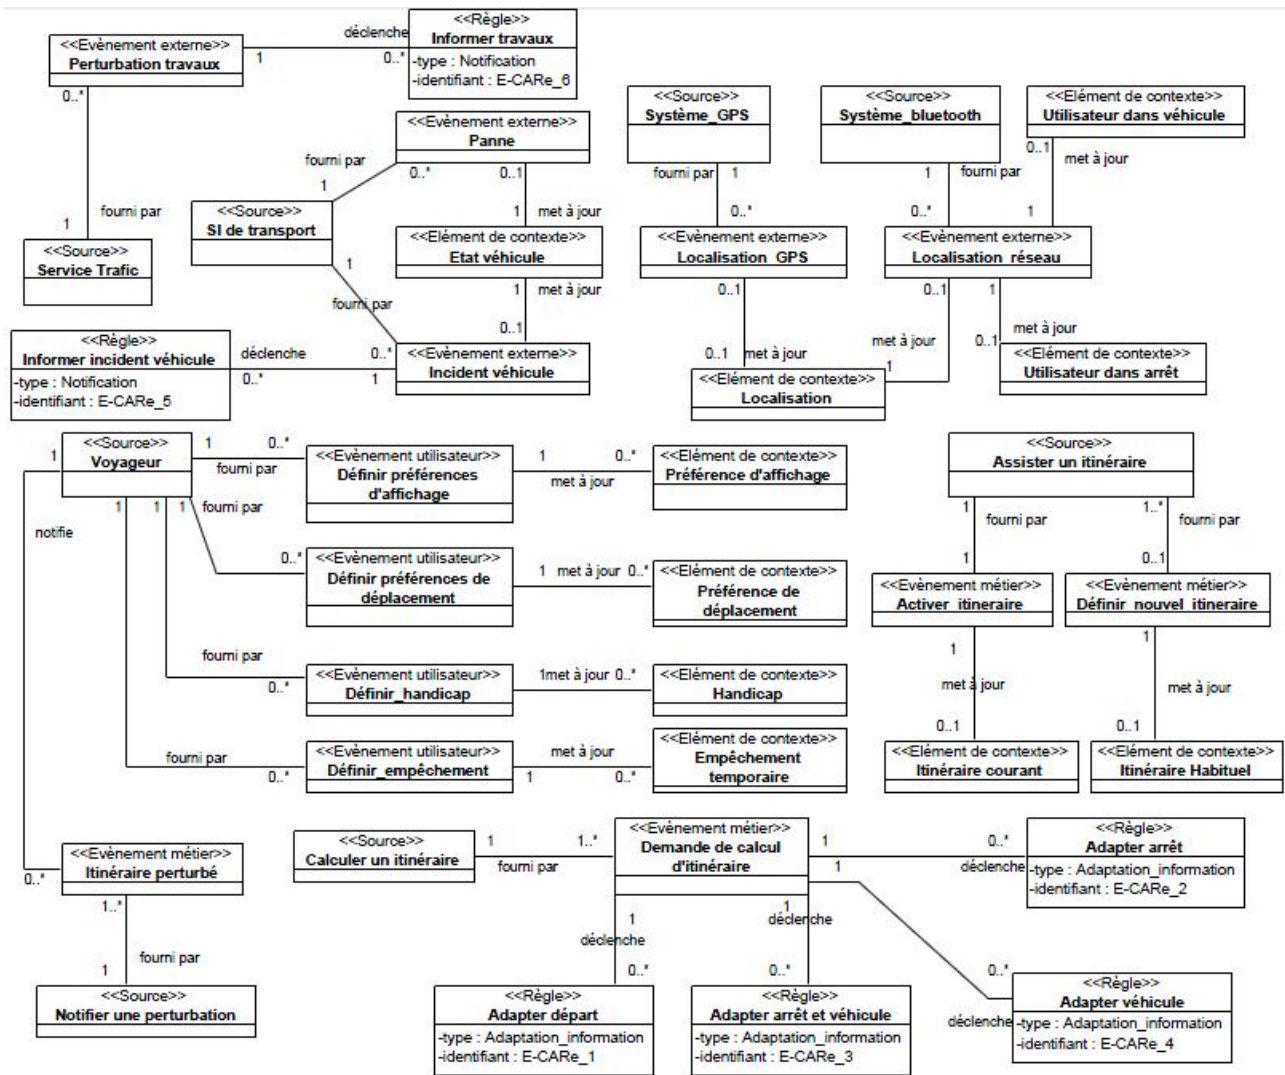 <<Evènement externe>>
Perturbation travaux
1
déclenche
0..*
<<Règle>>
Informer travaux
-type : Notification
-identifiant : E-CARe_6
0..*
fourni par
1
<<Source>>
Service Trafic
<<Evènement externe>>
Panne
fourni par
0..*
0..1
1
1
met à jour
<<Source>>
SI de transport
<<Elément de contexte>>
Etat véhicule
1
1
met à jour
fourni par
0..1
<<Règle>>
Informer incident véhicule
-type : Notification
-identifiant : E-CARe_5
déclenche
0..*
0..*
1
<<Evènement externe>>
Incident véhicule
<<Source>>
Système_GPS
fourni par
1
0..*
<<Evènement externe>>
Localisation_GPS
0..1
0..1
met à jour
<<Elément de contexte>>
Localisation
<<Source>>
Système_bluetooth
1
fourni par
0..*
<<Elément de contexte>>
Utilisateur dans véhicule
0..1
met à jour
1
<<Evènement externe>>
Localisation_réseau
0..1
1
met à jour
1
met à jour
0..1
<<Elément de contexte>>
Utilisateur dans arrêt
<<Source>>
Voyageur
1
1
0..*
fourni par
<<Evènement utilisateur>>
Définir préférences
d'affichage
1
0..*
met à jour
<<Elément de contexte>>
Préférence d'affichage
1
1
1
fourni par
notifie
0..*
<<Evènement utilisateur>>
Définir préférences de
déplacement
1
met à jour
0..*
<<Elément de contexte>>
Préférence de
déplacement
fourni par
0..*
<<Evènement utilisateur>>
Définir_handicap
1
met à jour
0..*
<<Elément de contexte>>
Handicap
fourni par
0..*
<<Evènement utilisateur>>
Définir_empêchement
met à jour
1
0..*
<<Elément de contexte>>
Empêchement
temporaire
<<Source>>
Assister un itinéraire
1
fourni par
1
1..*
fourni par
0..1
<<Evènement métier>>
Activer_itineraire
<<Evènement métier>>
Définir_nouvel_itineraire
1
met à jour
0..1
1
met à jour
0..1
<<Elément de contexte>>
Itinéraire courant
<<Elément de contexte>>
Itinéraire Habituel
<<Evènement métier>>
Itinéraire perturbé
0..*
1..*
fourni par
1
<<Source>>
Notifier une perturbation
<<Source>>
Calculer un itinéraire
1
1..*
fourni par
<<Evènement métier>>
Demande de calcul
d'itinéraire
1
0..*
déclenche
<<Règle>>
Adapter arrêt
-type : Adaptation_information
-identifiant : E-CARe_2
1
1
1
déclenche
déclenche
0..*
0..*
0..*
déclenche
<<Règle>>
Adapter départ
-type : Adaptation_information
-identifiant : E-CARe_1
<<Règle>>
Adapter arrêt et véhicule
-type : Adaptation_information
-identifiant : E-CARe_3
<<Règle>>
Adapter véhicule
-type : Adaptation_information
-identifiant : E-CARe_4